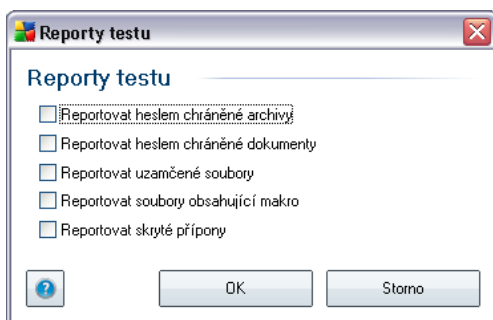 Reporty testu
Reporty testu
Reportovat heslem chráněné archivy
Reportovat heslem chráněné dokumenty
Reportovat uzamčené soubory
Reportovat soubory obsahující makro
Reportovat skryté přípony
? OK Storno